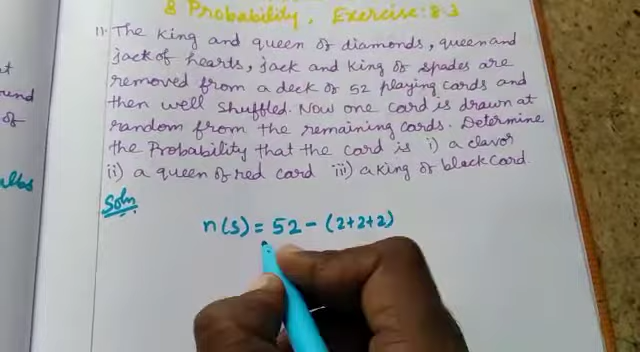 8 Probability, Exercise: 8.3
11. The king and queen of diamonds, queen and
jack of hearts, jack and king of spades are
removed from a deck of 52 playing cards and
then well shuffled. Now one card is drawn at
random from the remaining cards. Determine
the Probability that the card is i) a clavor
ii) a queen of red card iii) a king of black card.
Soln
n(S) = 52 - (2+2+2)
of